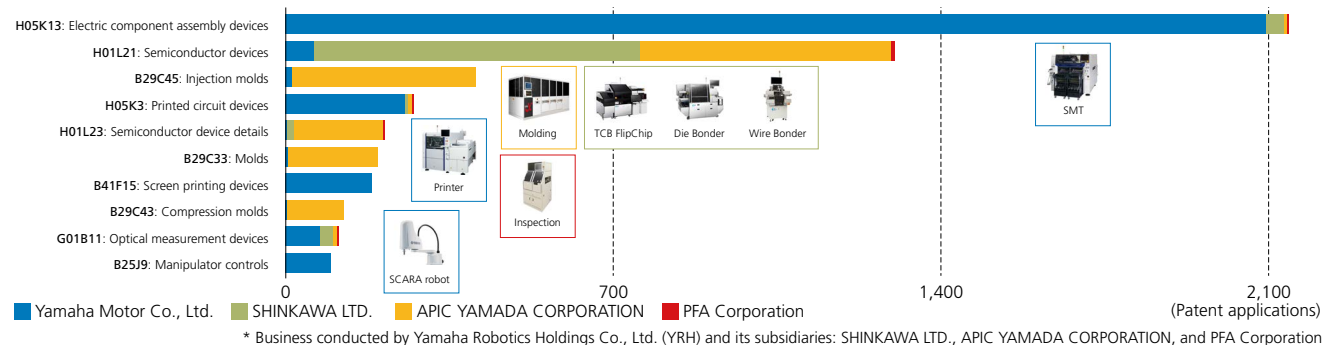 H05K13: Electric component assembly devices
H01L21: Semiconductor devices
B29C45: Injection molds
H05K3: Printed circuit devices
H01L23: Semiconductor device details
B29C33: Molds
B41F15: Screen printing devices
B29C43: Compression molds
G01B11: Optical measurement devices
B25J9: Manipulator controls
Molding
TCB FlipChip Die Bonder Wire Bonder
SMT
Printer
Inspection
SCARA robot
0 700 1,400 2,100
(Patent applications)
Yamaha Motor Co., Ltd. SHINKAWA LTD. APIC YAMADA CORPORATION PFA Corporation
* Business conducted by Yamaha Robotics Holdings Co., Ltd. (YRH) and its subsidiaries: SHINKAWA LTD., APIC YAMADA CORPORATION, and PFA Corporation